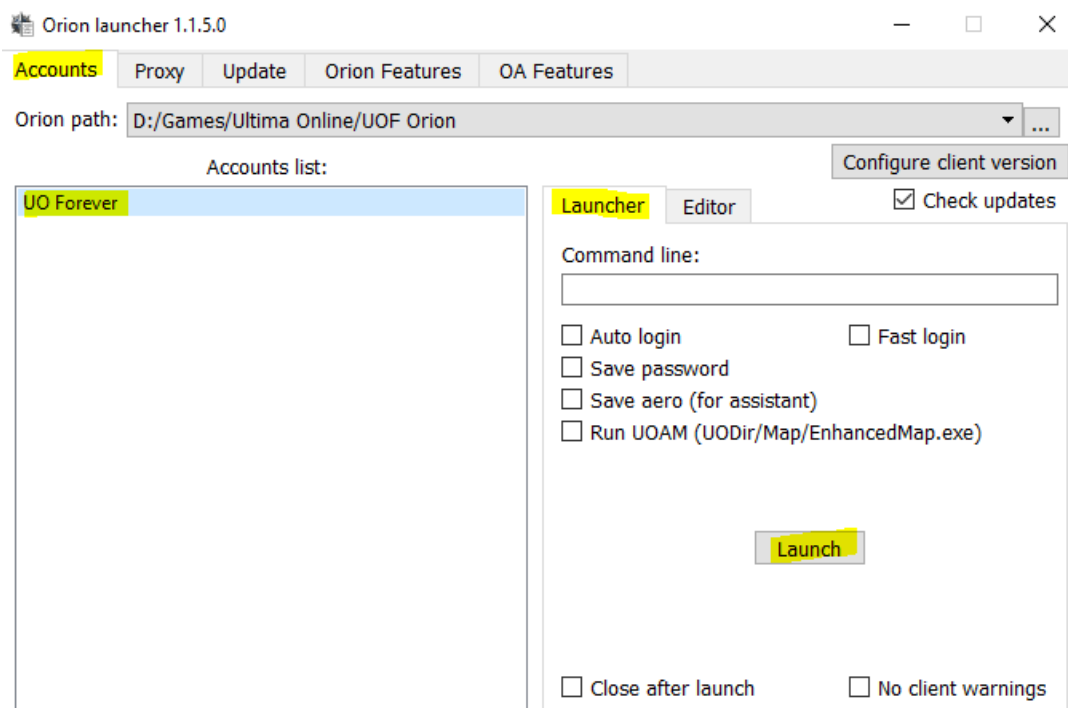 Orion launcher 1.1.5.0
Accounts Proxy Update Orion Features OA Features
Orion path: D:/Games/Ultima Online/UOF Orion ...
Configure client version
Accounts list:
UO Forever
Launcher Editor Check updates
Command line:
Auto login Fast login
Save password
Save aero (for assistant)
Run UOAM (UODir/Map/EnhancedMap.exe)
Launch
Close after launch No client warnings